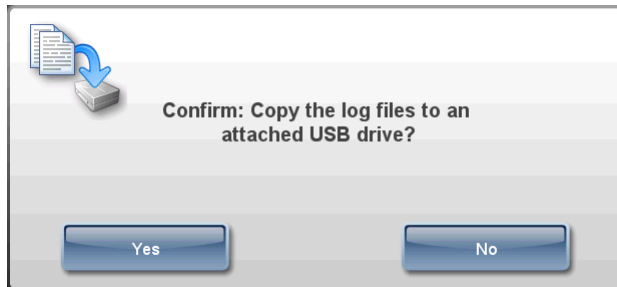 Confirm: Copy the log files to an
attached USB drive?
Yes
No